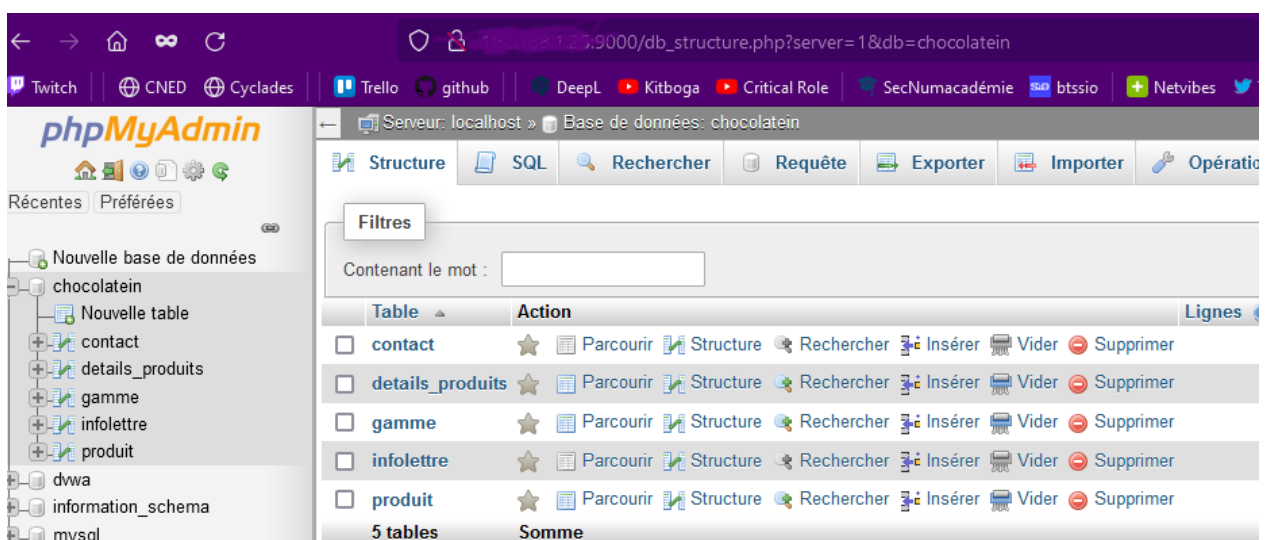 :9000/db_structure.php?server=1&db=chocolatein
Twitch CNED Cyclades Trello github DeepL Kitboga Critical Role SecNumacadémie btssio Netvibes
phpMyAdmin
Récentes Préférées
Nouvelle base de données
chocolatein
Nouvelle table
contact
details_produits
gamme
infolettre
produit
dvwa
information_schema
mysql
Serveur: localhost » Base de données: chocolatein
Structure SQL Rechercher Requête Exporter Importer Opératio
Filtres
Contenant le mot :
Table Action Lignes
contact Parcourir Structure Rechercher Insérer Vider Supprimer
details_produits Parcourir Structure Rechercher Insérer Vider Supprimer
gamme Parcourir Structure Rechercher Insérer Vider Supprimer
infolettre Parcourir Structure Rechercher Insérer Vider Supprimer
produit Parcourir Structure Rechercher Insérer Vider Supprimer
5 tables Somme